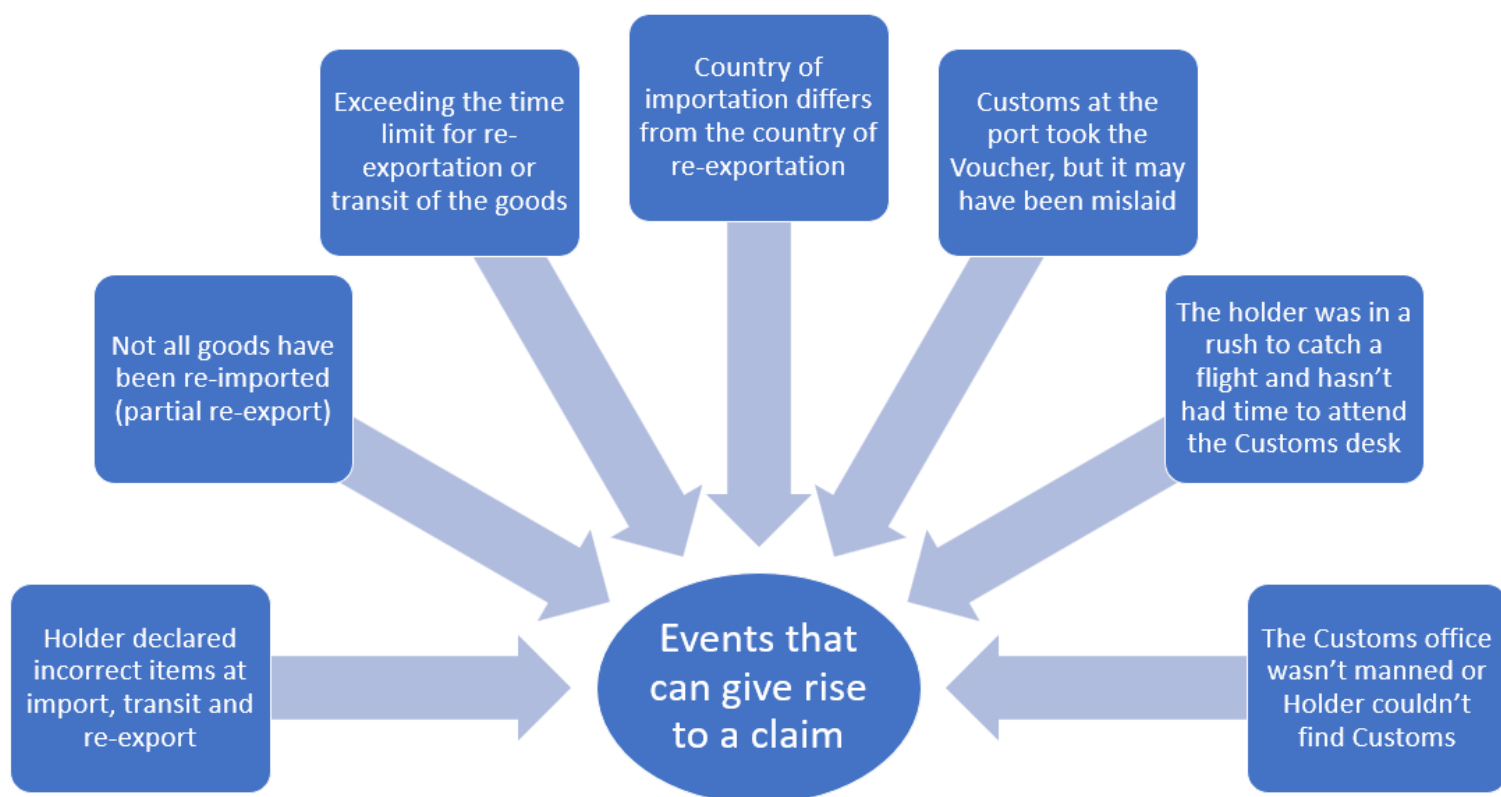 Holder declared
incorrect items at
import, transit and
re-export
Not all goods have
been re-imported
(partial re-export)
Exceeding the time
limit for re-
exportation or
transit of the goods
Country of
importation differs
from the country of
re-exportation
Customs at the
port took the
Voucher, but it may
have been mislaid
The holder was in a
rush to catch a
flight and hasn’t
had time to attend
the Customs desk
The Customs office
wasn’t manned or
Holder couldn’t
find Customs
Events that
can give rise
to a claim